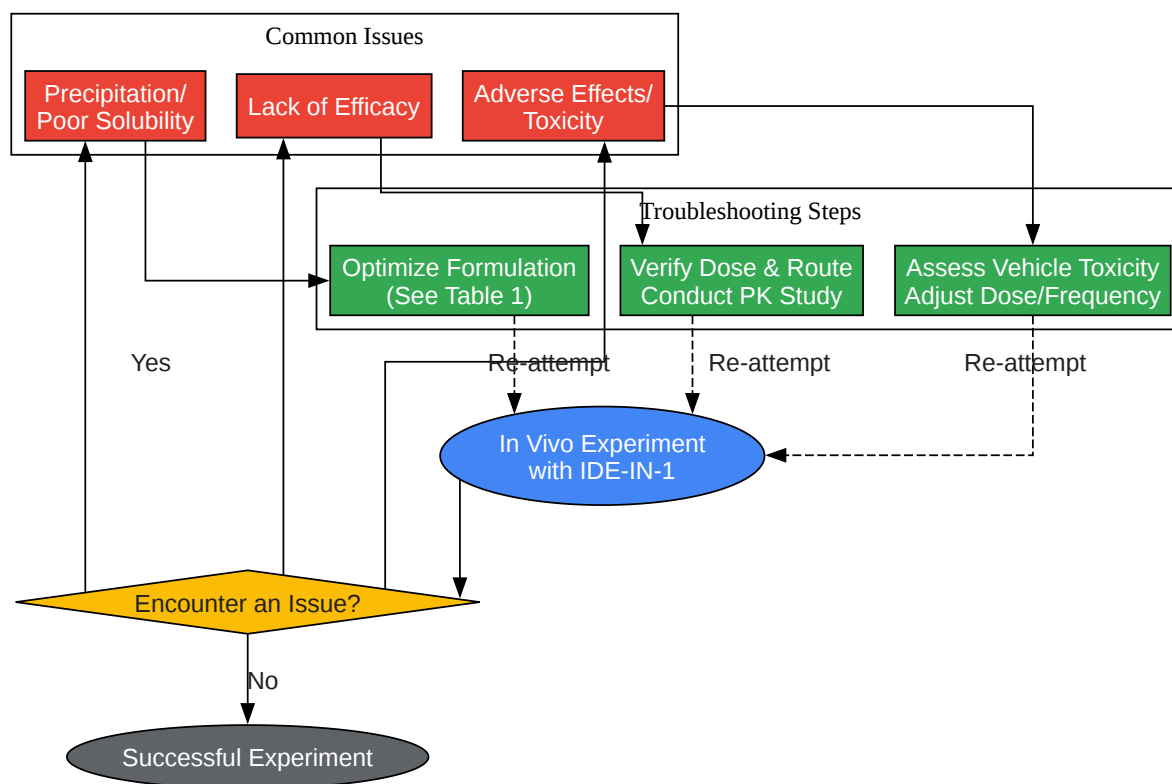 Common Issues
Precipitation/
Poor Solubility
Lack of Efficacy
Adverse Effects/
Toxicity
Troubleshooting Steps
Optimize Formulation
(See Table 1)
Verify Dose & Route
Conduct PK Study
Assess Vehicle Toxicity
Adjust Dose/Frequency
Yes
Re-attempt
Re-attempt
Re-attempt
In Vivo Experiment
with IDE-IN-1
Encounter an Issue?
No
Successful Experiment